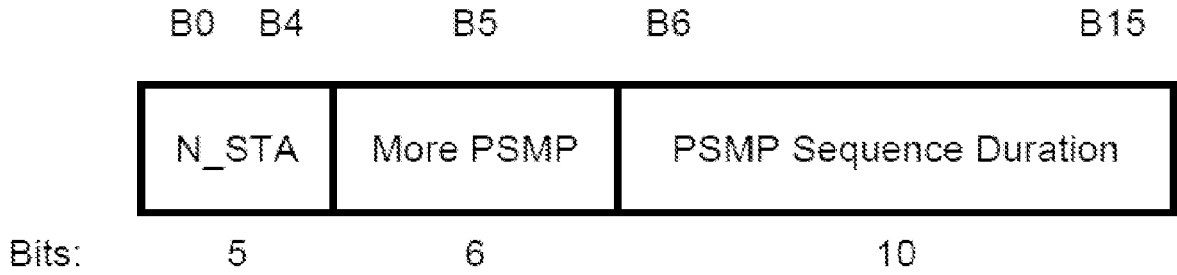 B0 B4 B5 B6 B15
N_STA More PSMP PSMP Sequence Duration
Bits: 5 6 10